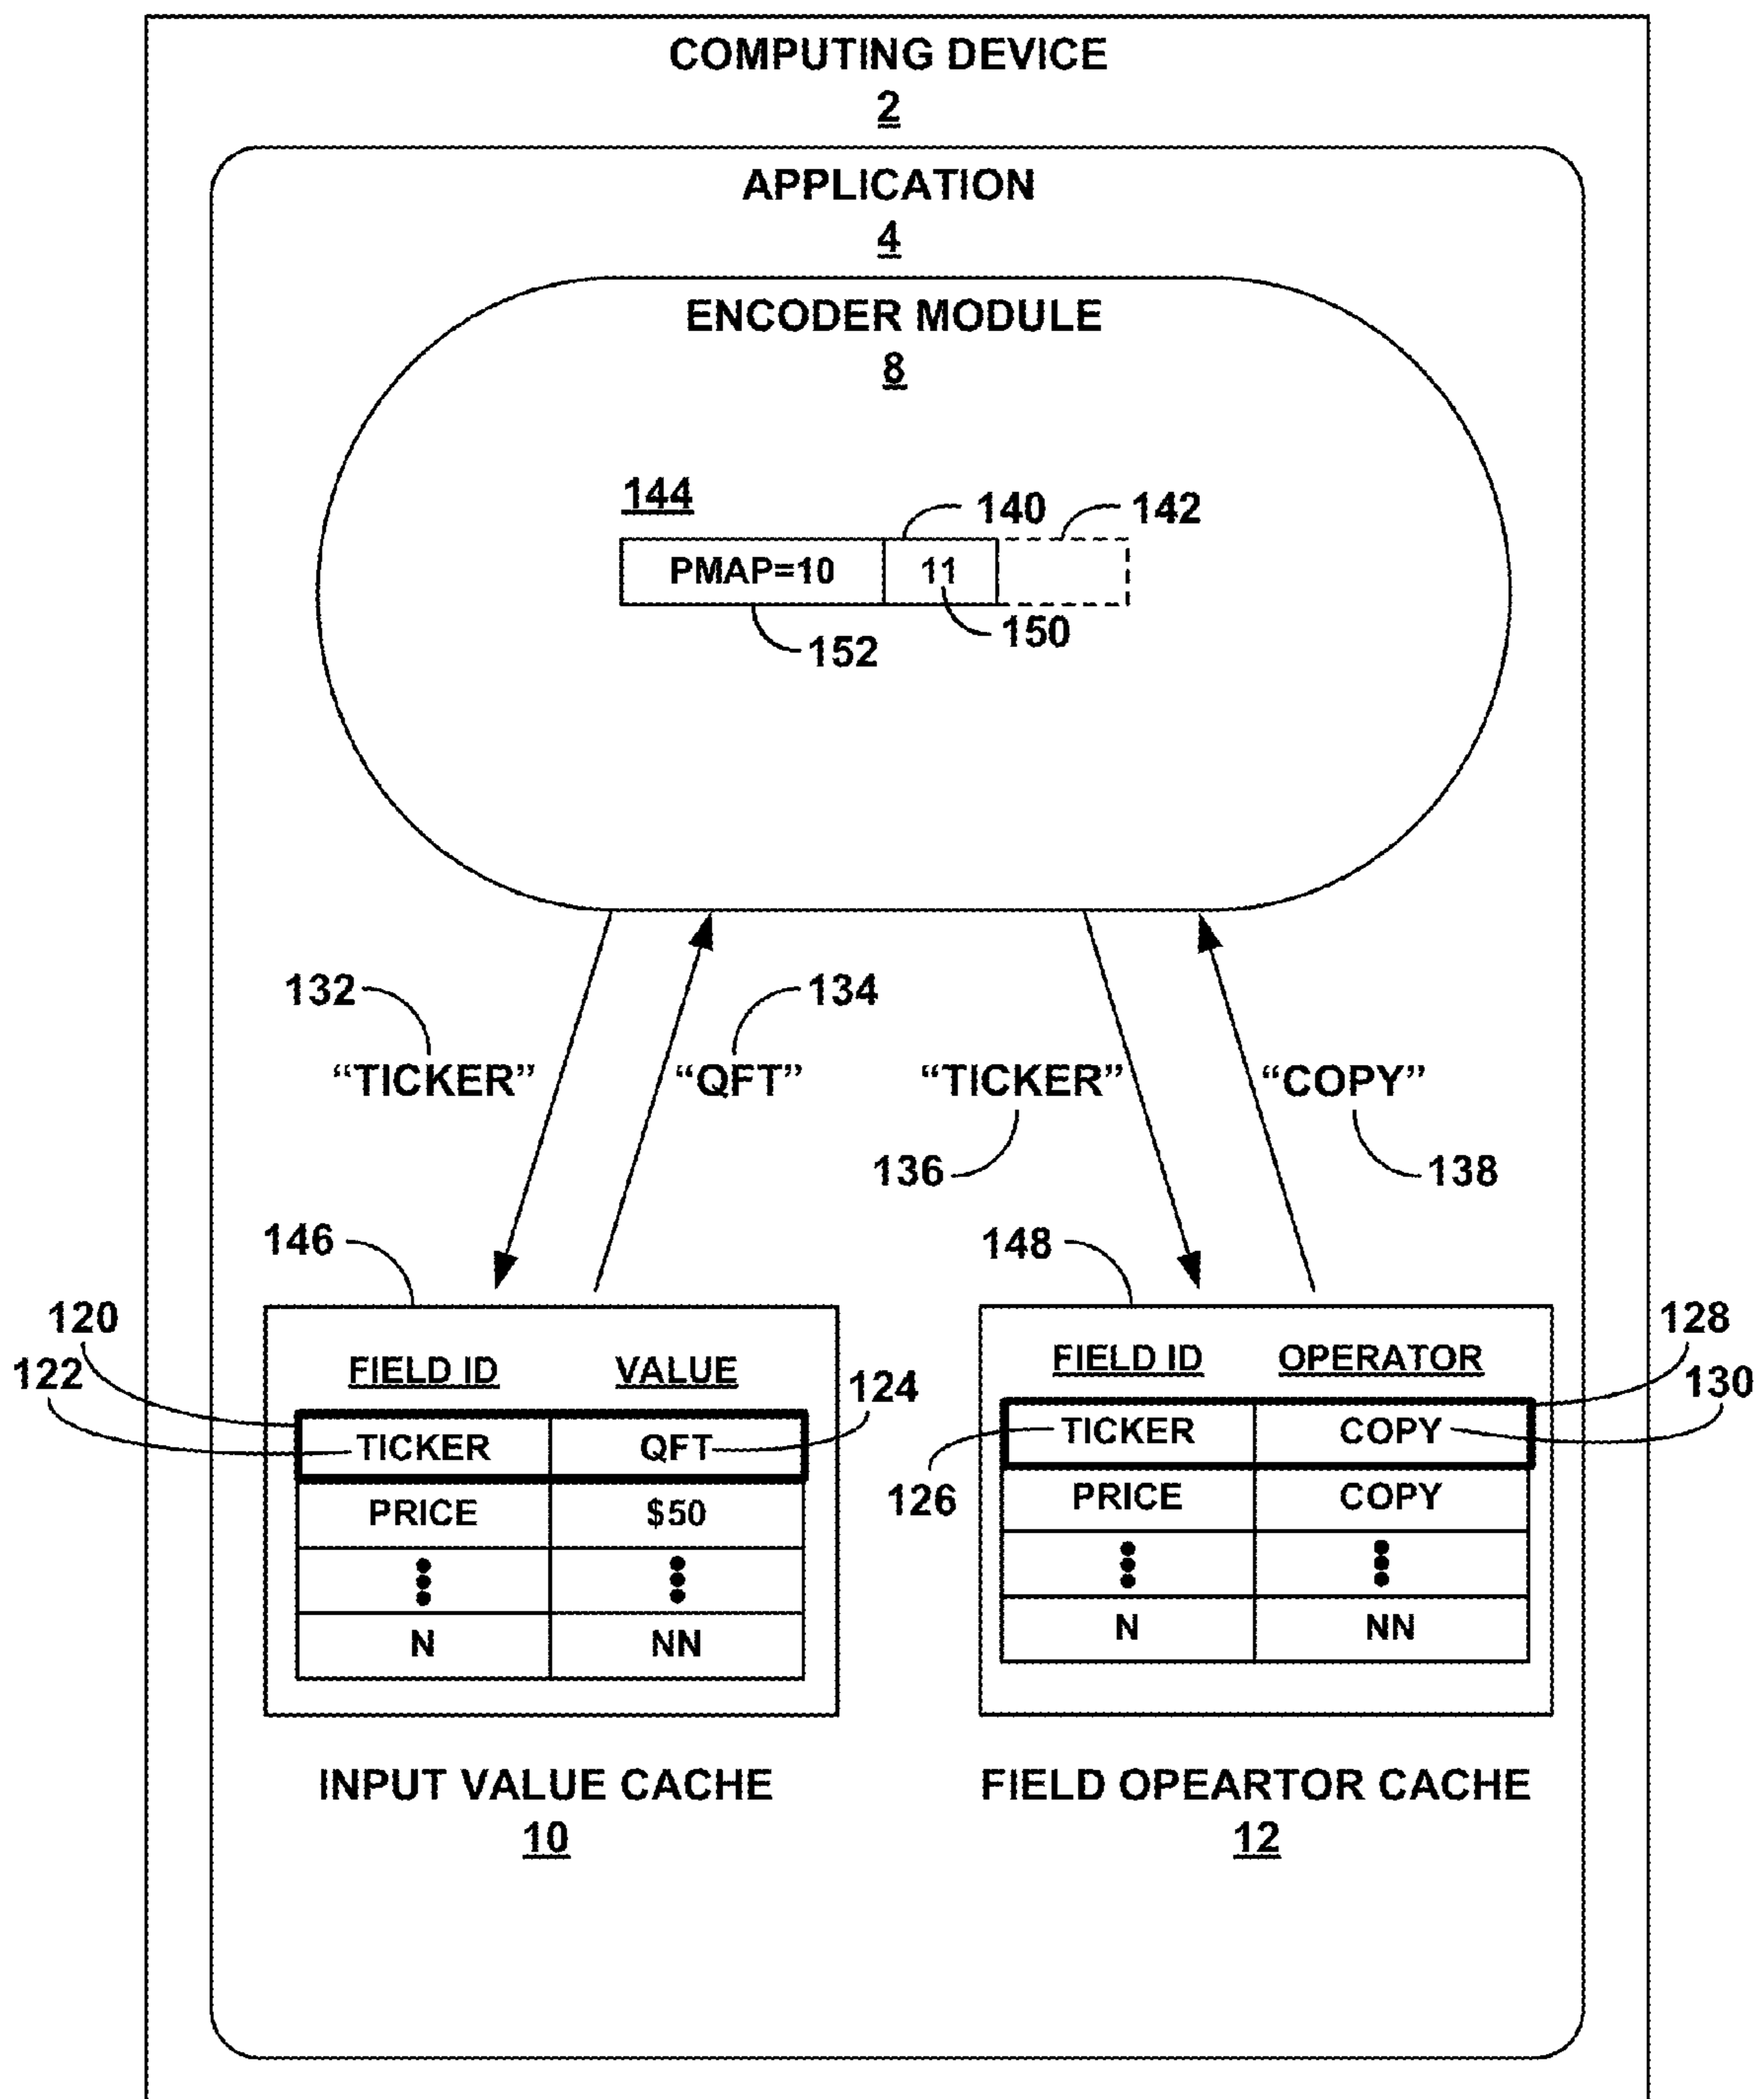 COMPUTING DEVICE
2
APPLICATION
4
ENCODER MODULE
8
144
140
142
PMAP=10
11
152
150
132
134
“TICKER”
“QFT”
“TICKER”
“COPY”
136
138
146
148
120
122
124
128
130
126
FIELD ID VALUE
TICKER QFT
PRICE $50
N NN
FIELD ID OPERATOR
TICKER COPY
PRICE COPY
N NN
INPUT VALUE CACHE
10
FIELD OPEARTOR CACHE
12